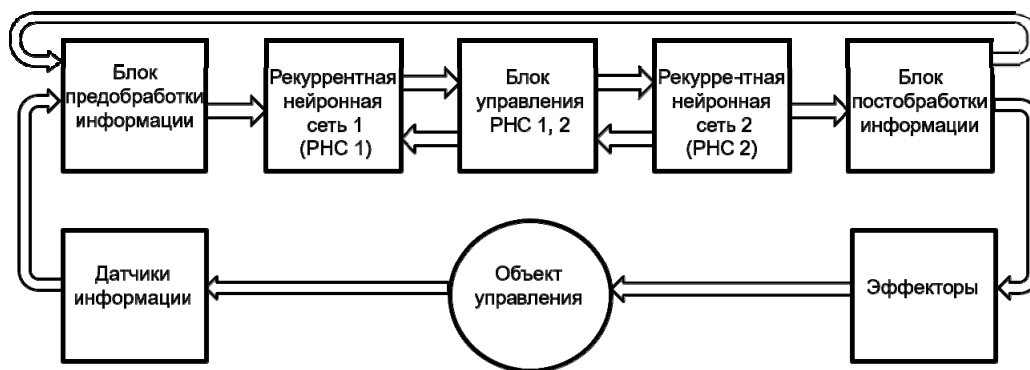 Блок
предобработки
информации
Рекуррентная
нейронная
сеть 1
(РНС 1)
Блок
управления
РНС 1, 2
Рекурре-тная
нейронная
сеть 2
(РНС 2)
Блок
постобработки
информации
Датчики
информации
Объект
управления
Эффекторы